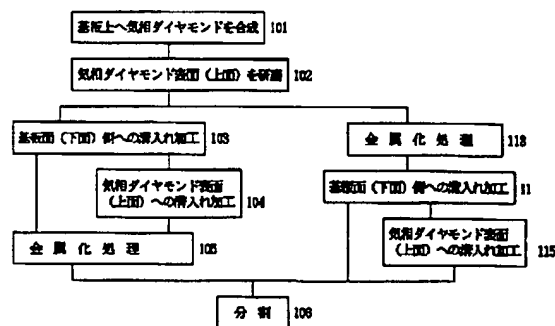 基板上へ気相ダイヤモンドを合成 101
気相ダイヤモンド表面(上面)を研磨 102
基板面(下面)側への溝入れ加工 103
金属化処理 113
気相ダイヤモンド表面
(上面)への溝入れ加工 104
基板面(下面)側への溝入れ加工 11
金属化処理 105
気相ダイヤモンド表面
(上面)への溝入れ加工 115
分割 106